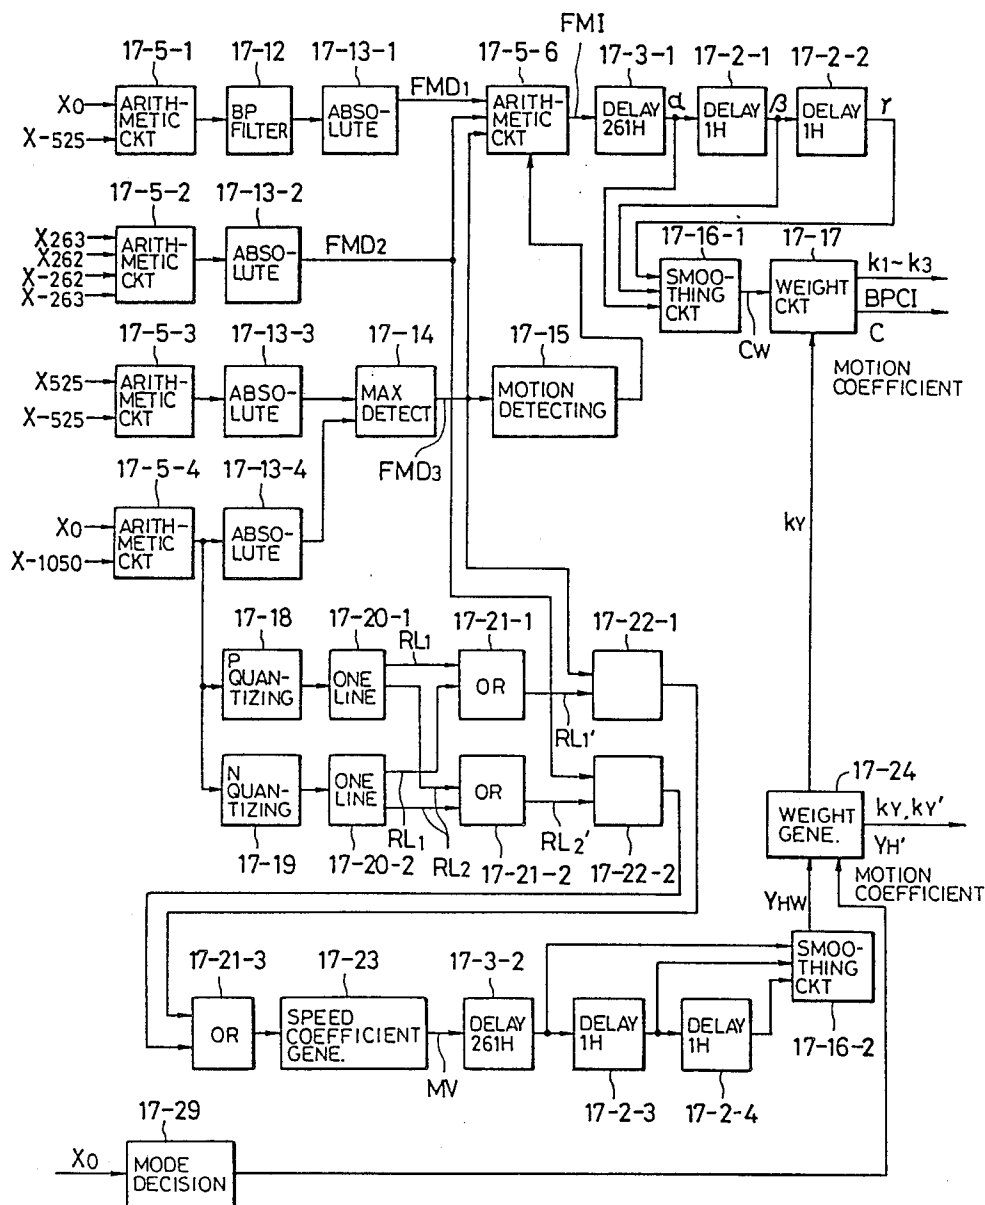 FMI
17-5-1
17-12
17-13-1
17-5-6
17-3-1
17-2-1
17-2-2
X0
X-525
ARITH-
METIC
CKT
BP
FILTER
ABSOLUTE
FMD1
ARITH-
METIC
CKT
DELAY
261H
α
DELAY
1H
β
DELAY
1H
γ
17-5-2
17-13-2
X263
X262
X-262
X-263
ARITH-
METIC
CKT
ABSO-
LUTE
FMD2
17-16-1
17-17
SMOO-
THING
CKT
CW
WEIGHT
CKT
k1~k3
BPCI
C
MOTION
COEFFICIENT
17-5-3
17-13-3
17-14
17-15
X525
X-525
ARITH-
METIC
CKT
ABSO-
LUTE
MAX
DETECT
MOTION
DETECTING
FMD3
17-5-4
17-13-4
X0
X-1050
ARITH-
METIC
CKT
ABSO-
LUTE
kY
17-18
17-20-1
17-21-1
17-22-1
P
QUAN-
TIZING
ONE
LINE
RL1
OR
RL1'
N
QUAN-
TIZING
ONE
LINE
RL1
RL2
OR
RL2'
17-19
17-20-2
17-21-2
17-22-2
17-24
WEIGHT
GENE.
kY, kY'
YH'
MOTION
COEFFICIENT
YHW
17-21-3
17-23
17-3-2
SMOO-
THING
CKT
17-16-2
OR
SPEED
COEFFICIENT
GENE.
MV
DELAY
261H
DELAY
1H
DELAY
1H
17-2-3
17-2-4
17-29
X0
MODE
DECISION